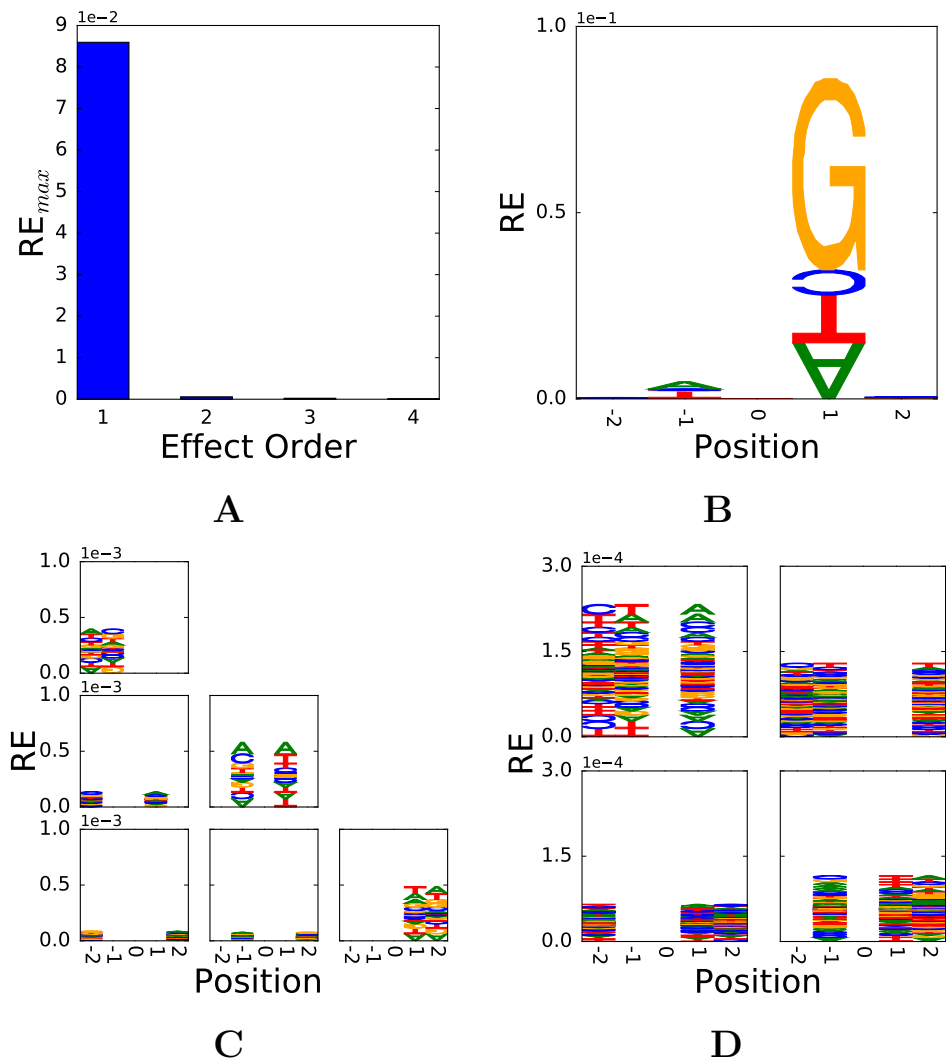 1e−2
9
8
7
6
5
4
3
2
1
0
RE_max
1 2 3 4
Effect Order
A
1e−1
1.0
0.5
0.0
RE
G
C
T
A
A
T
-2 -1 0 1 2
Position
B
1e−3
1.0
0.5
0.0
1e−3
1.0
0.5
0.0
RE
1e−3
1.0
0.5
0.0
-2 -1 0 1 2 -2 -1 0 1 2 -2 -1 0 1 2
Position
C
1e−4
3.0
1.5
0.0
RE
1e−4
3.0
1.5
0.0
-2 -1 0 1 2 -2 -1 0 1 2
Position
D